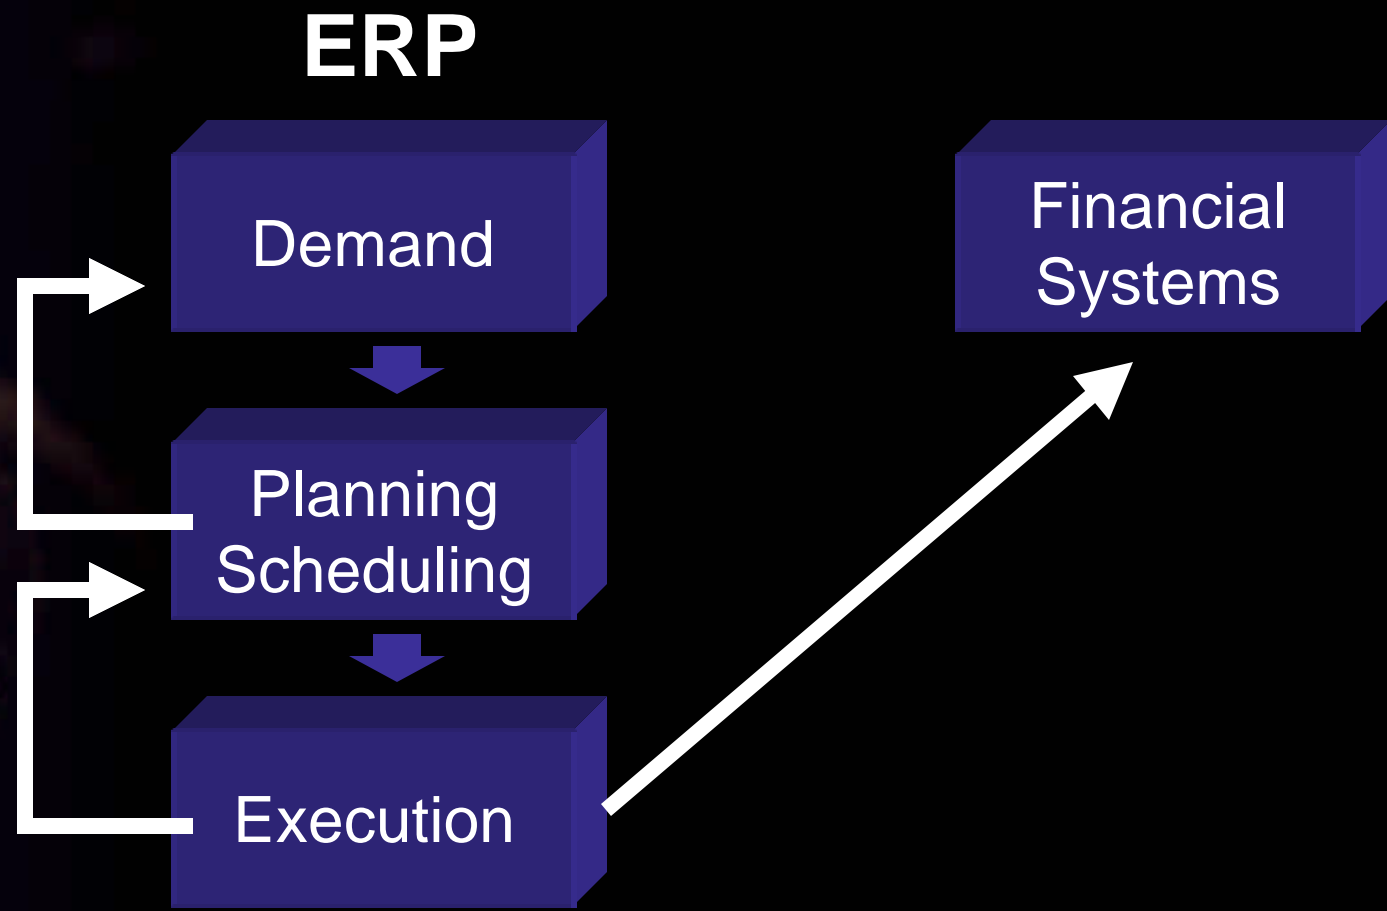 ERP
Demand
Financial
Systems
Planning
Scheduling
Execution